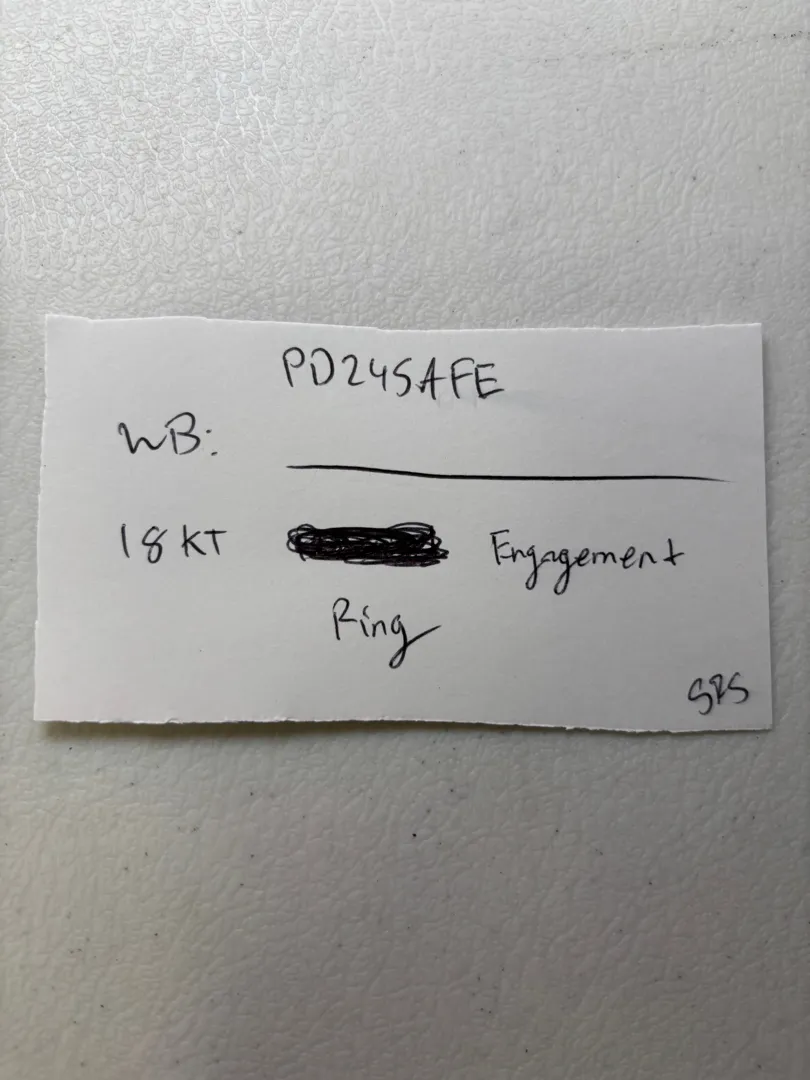 PD24SAFE
WB:
18 KT Engagement
Ring
SRS